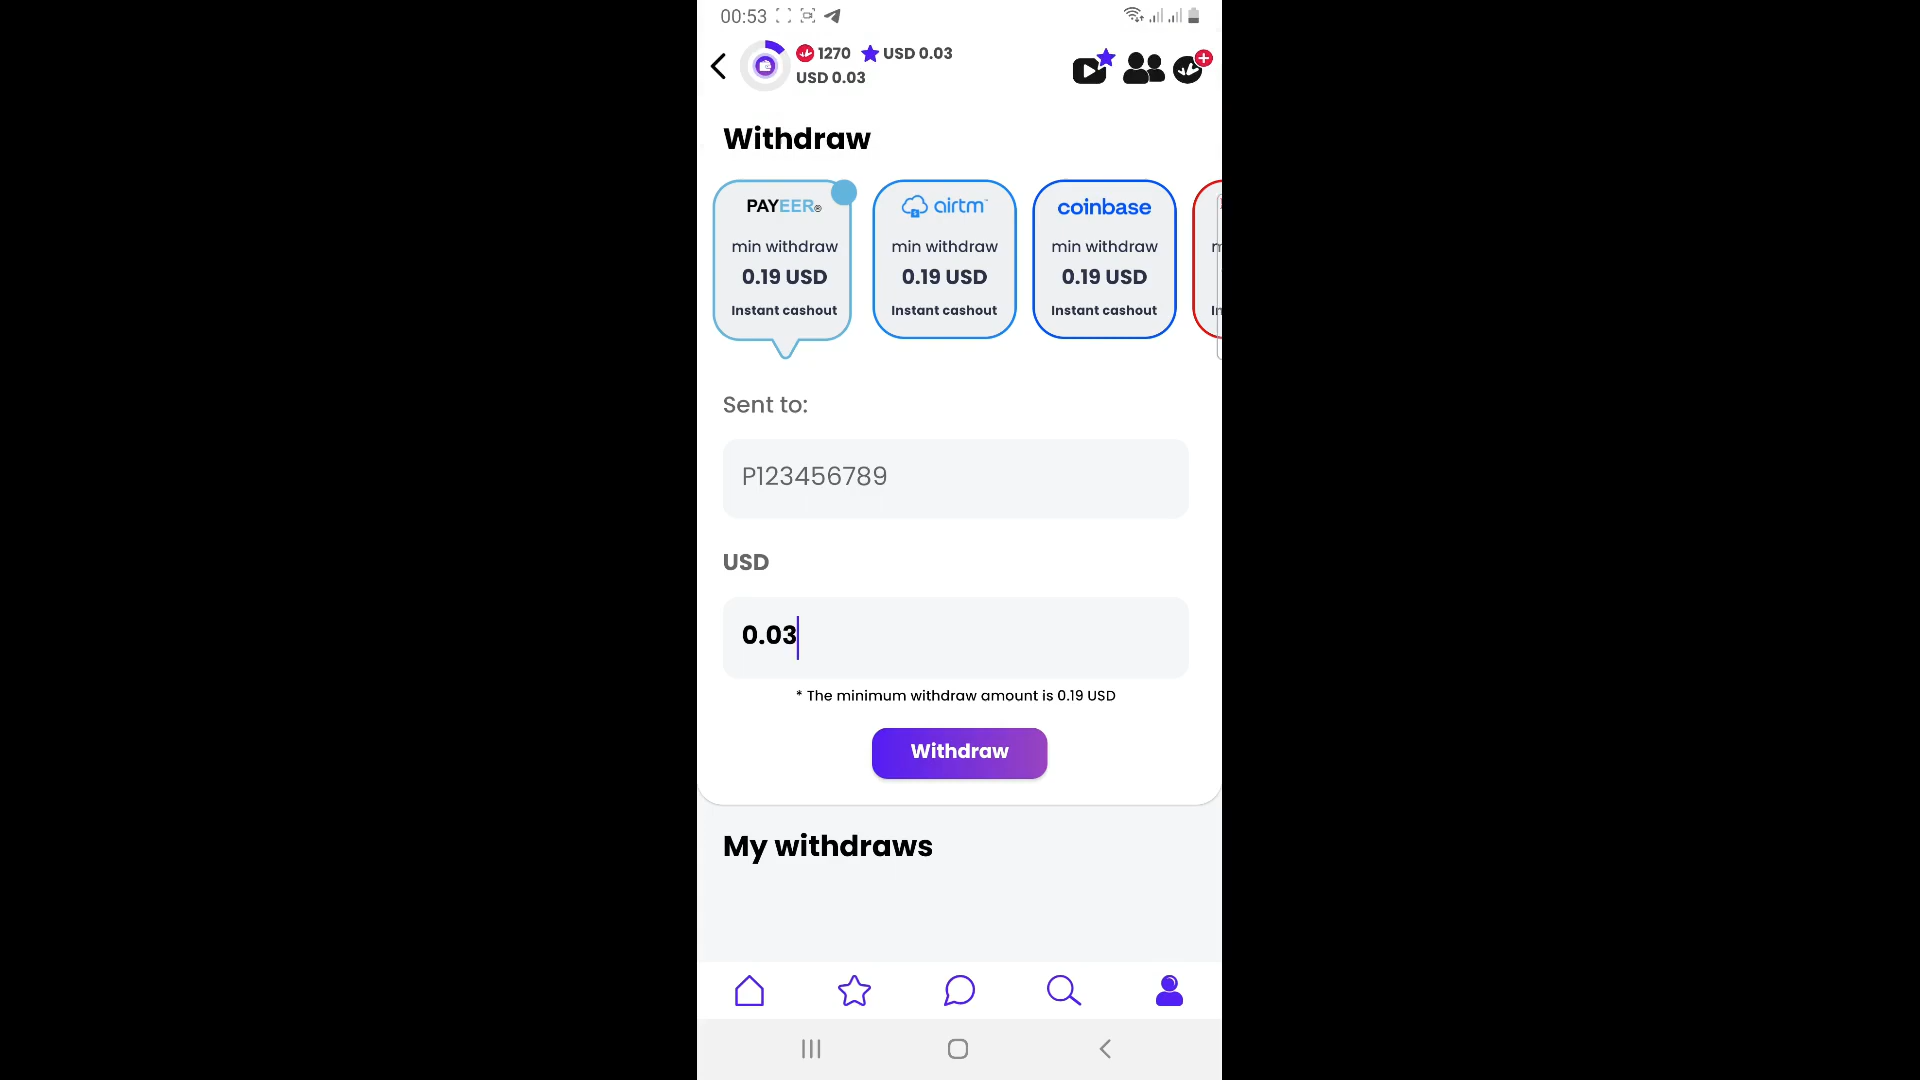 00:53
1270 USD 0.03
USD 0.03
Withdraw
PAYEER® airtm™ coinbase
min withdraw min withdraw min withdraw
0.19 USD 0.19 USD 0.19 USD
Instant cashout Instant cashout Instant cashout
Sent to:
P123456789
USD
0.03
* The minimum withdraw amount is 0.19 USD
Withdraw
My withdraws